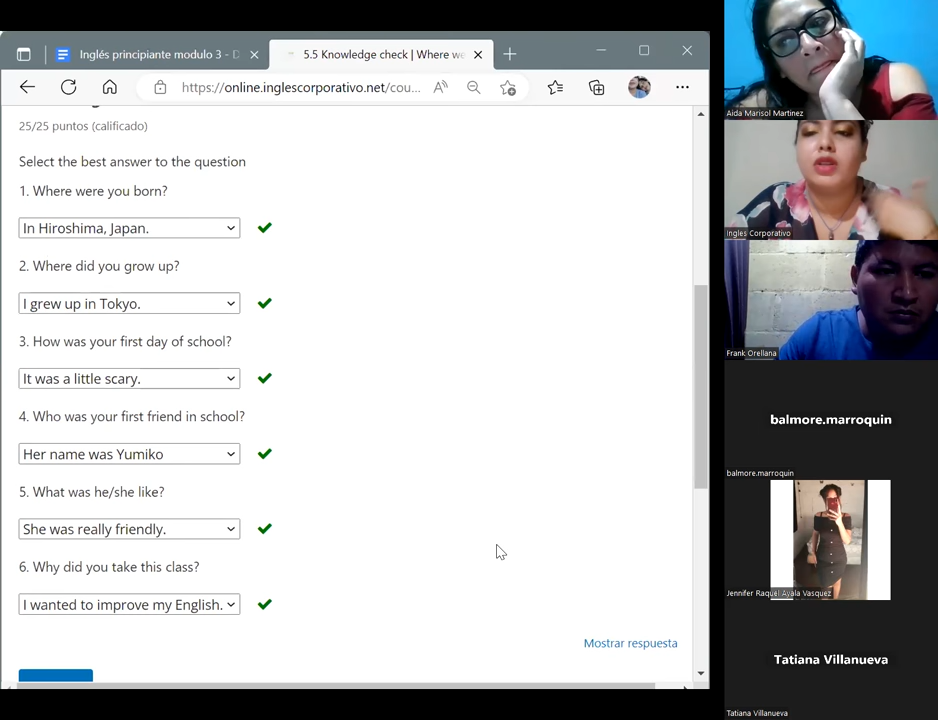 Inglés principiante modulo 3 - D
5.5 Knowledge check | Where we
https://online.inglescorporativo.net/cou...
25/25 puntos (calificado)
Select the best answer to the question
1. Where were you born?
In Hiroshima, Japan.
2. Where did you grow up?
I grew up in Tokyo.
3. How was your first day of school?
It was a little scary.
4. Who was your first friend in school?
Her name was Yumiko
5. What was he/she like?
She was really friendly.
6. Why did you take this class?
I wanted to improve my English.
Mostrar respuesta
Aida Marisol Martinez
Ingles Corporativo
Frank Orellana
balmore.marroquin
balmore.marroquin
Jennifer Raquel Ayala Vasquez
Tatiana Villanueva
Tatiana Villanueva